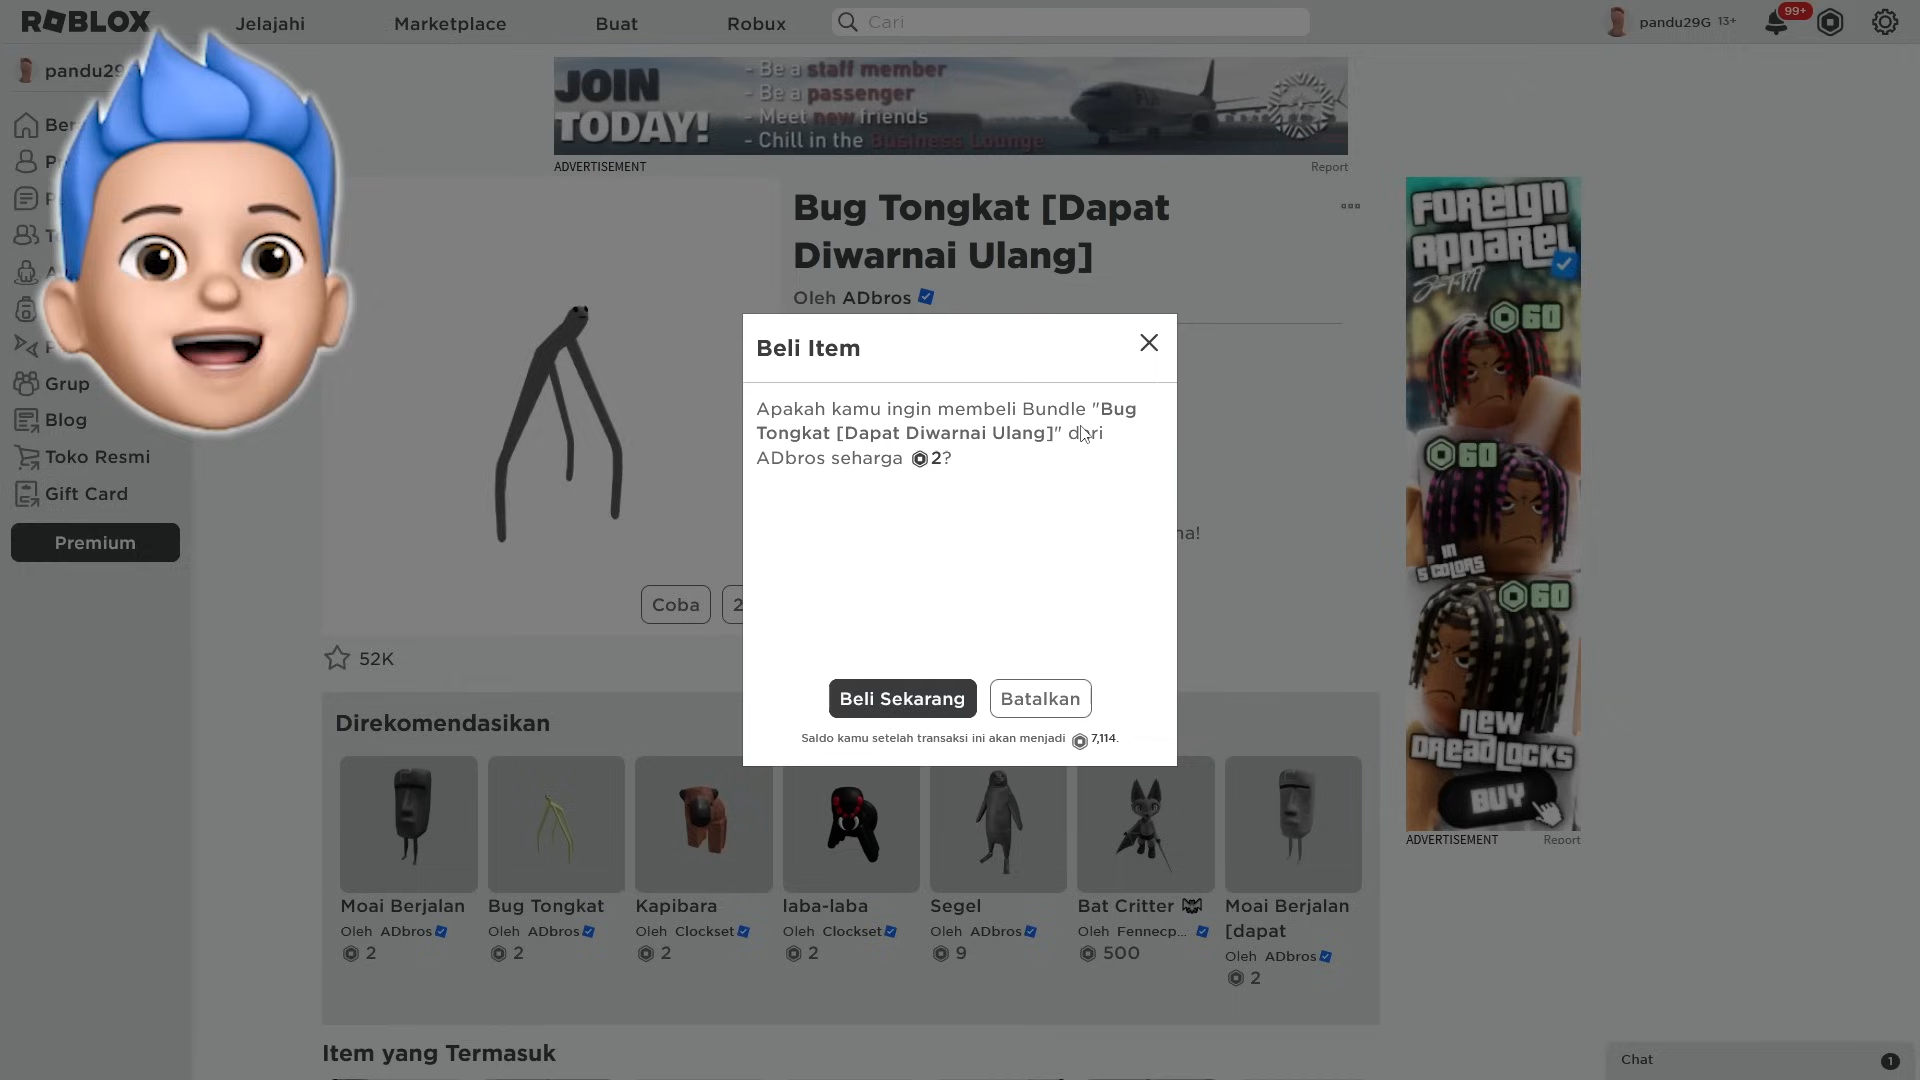 ROBLOX
Jelajahi
Marketplace
Buat
Robux
Cari
pandu29G 13+
99+
pandu29
Ber
Grup
Blog
Toko Resmi
Gift Card
Premium
JOIN
TODAY!
- Be a staff member
- Be a passenger
- Meet new friends
- Chill in the Business Lounge
ADVERTISEMENT
Report
Bug Tongkat [Dapat
Diwarnai Ulang]
Oleh ADbros
Beli Item
Apakah kamu ingin membeli Bundle "Bug
Tongkat [Dapat Diwarnai Ulang]" dari
ADbros seharga 2?
Beli Sekarang
Batalkan
Saldo kamu setelah transaksi ini akan menjadi 7,114.
na!
Coba
2
52K
Direkomendasikan
Moai Berjalan
Oleh ADbros
2
Bug Tongkat
Oleh ADbros
2
Kapibara
Oleh Clockset
2
laba-laba
Oleh Clockset
2
Segel
Oleh ADbros
9
Bat Critter
Oleh Fennecp...
500
Moai Berjalan
[dapat
Oleh ADbros
2
Item yang Termasuk
FOREIGN
APPAREL
60
60
IN
5 COLORS
60
NEW
DREADLOCKS
BUY
ADVERTISEMENT
Report
Chat
1